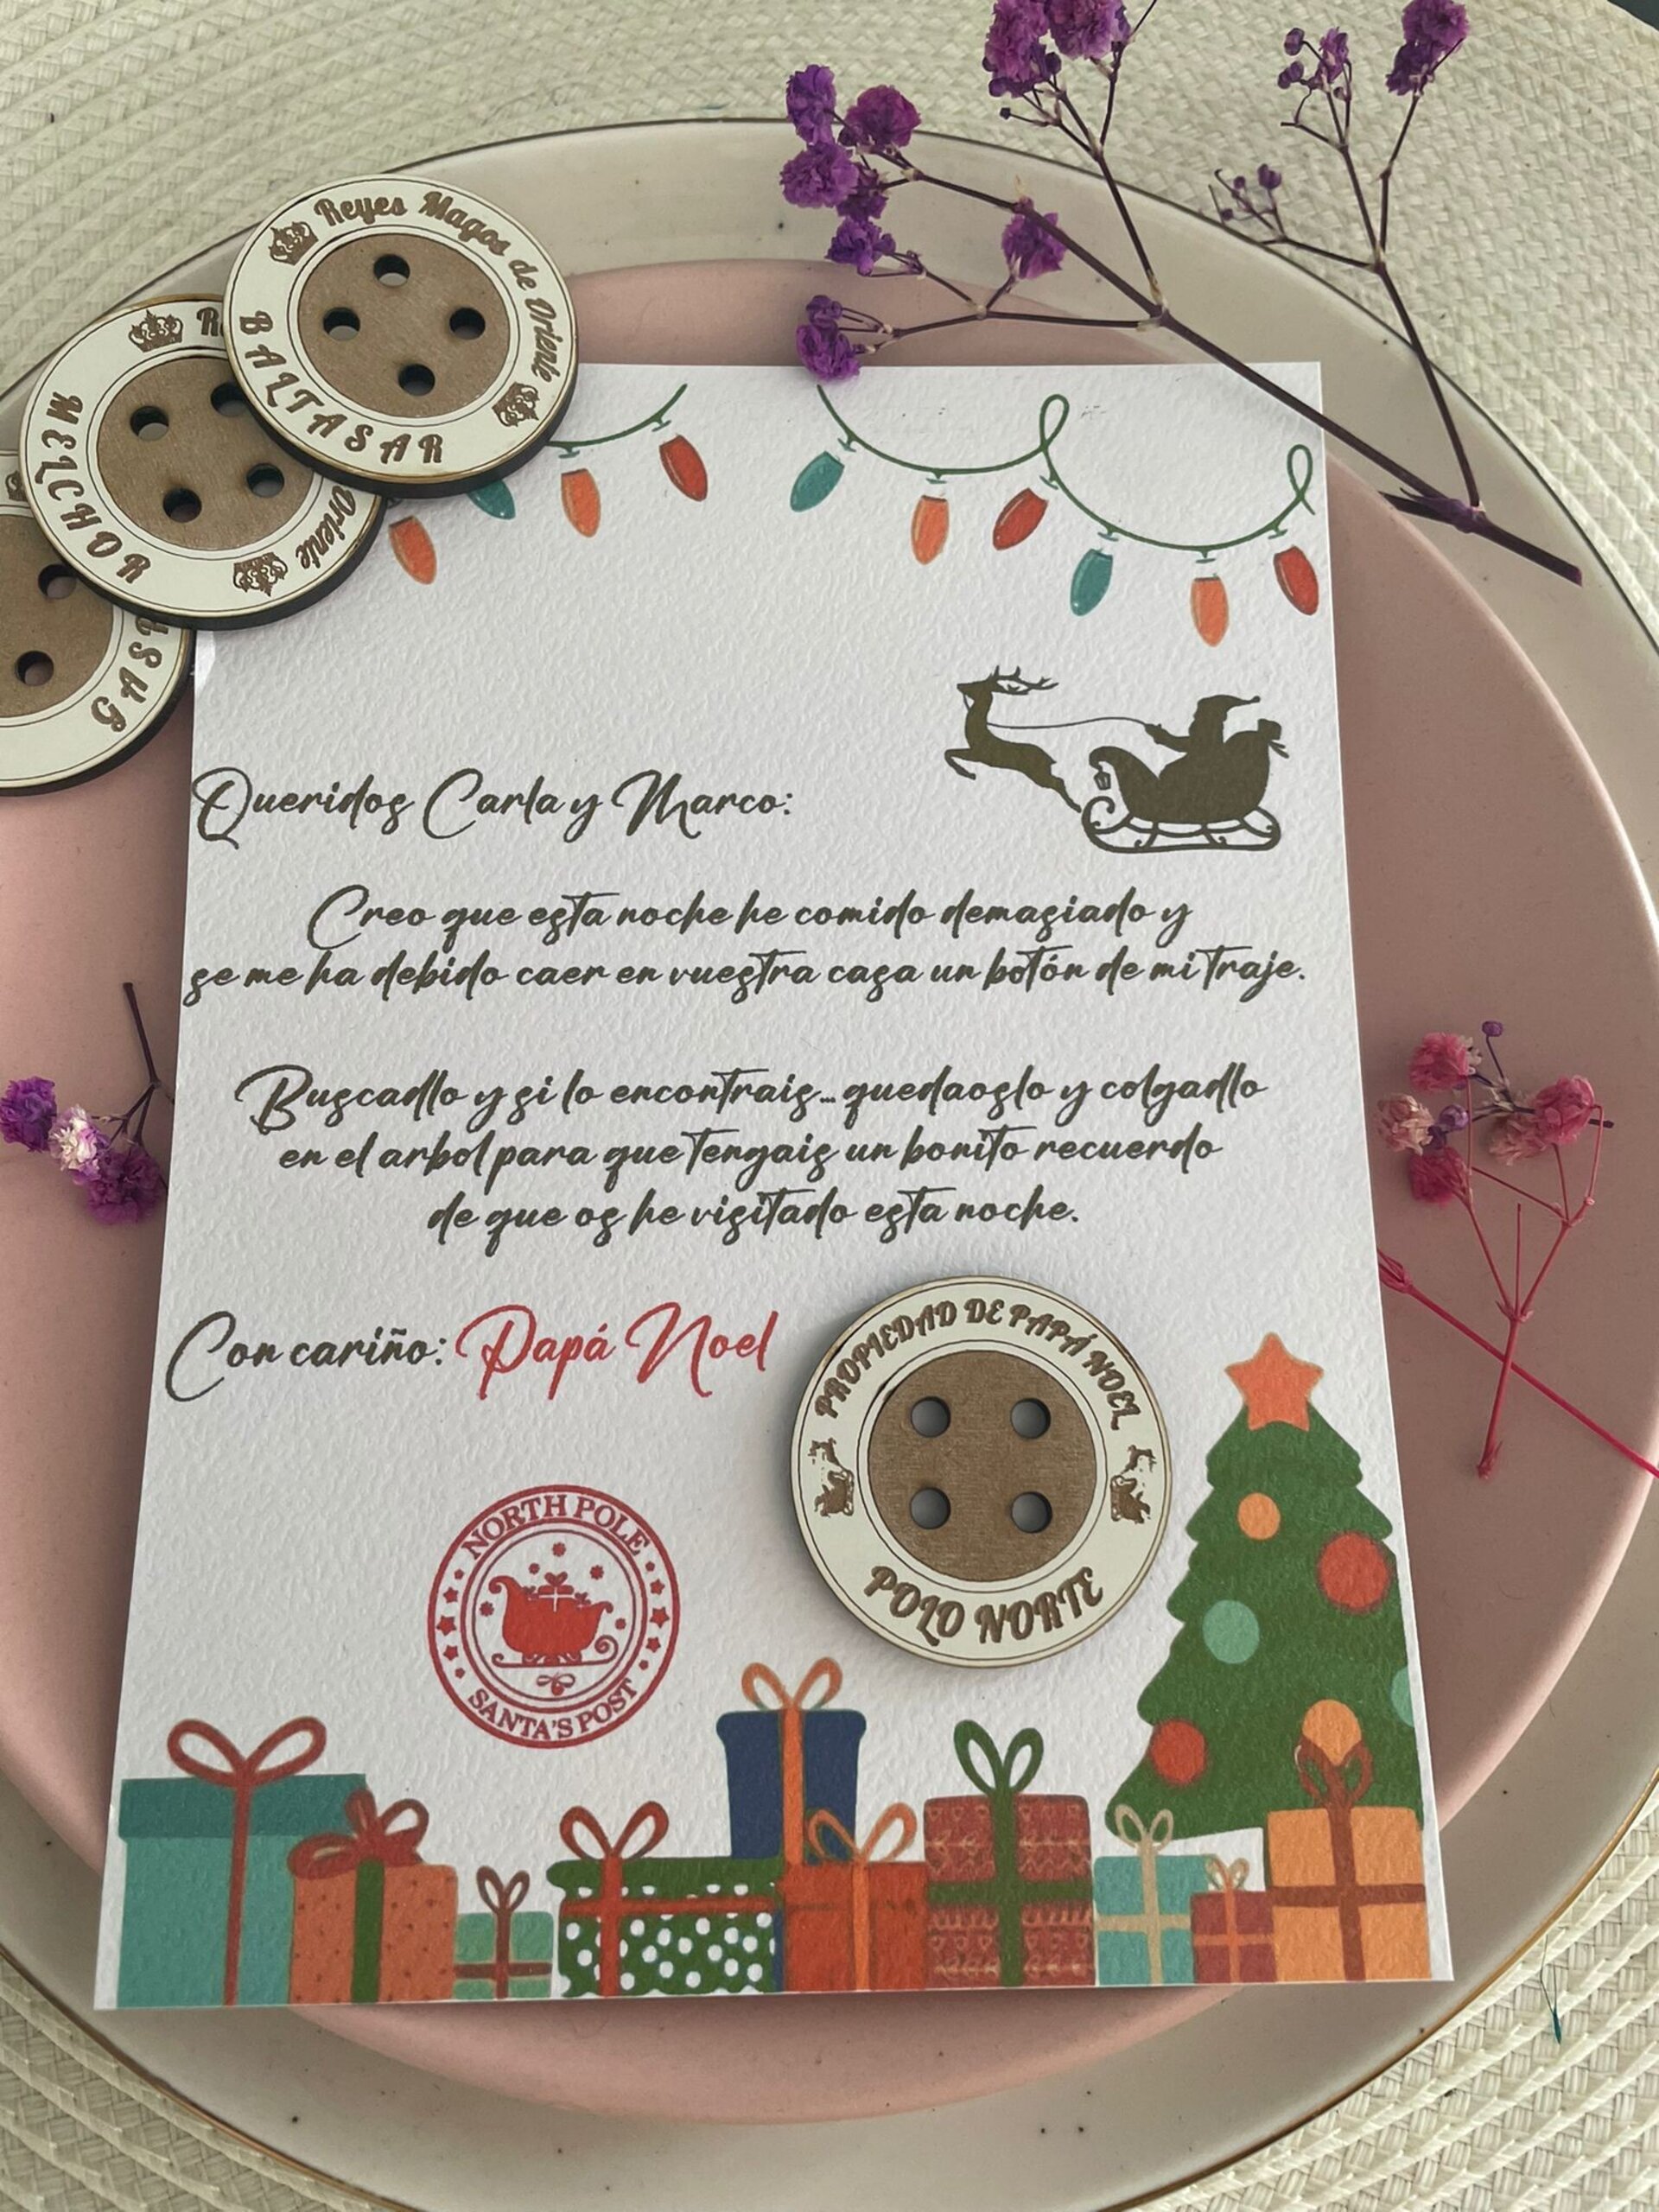 Reyes Magos de Oriente
BALTASAR
Oriente
MELCHOR
Queridos Carla y Marco:
Creo que esta noche he comido demasiado y
se me ha debido caer en vuestra casa un botón de mi traje.
Buscadlo y si lo encontrais... quedaoslo y colgadlo
en el arbol para que tengais un bonito recuerdo
de que os he visitado esta noche.
Con cariño: Papá Noel
PROPIEDAD DE PAPÁ NOEL
POLO NORTE
NORTH POLE
SANTA'S POST